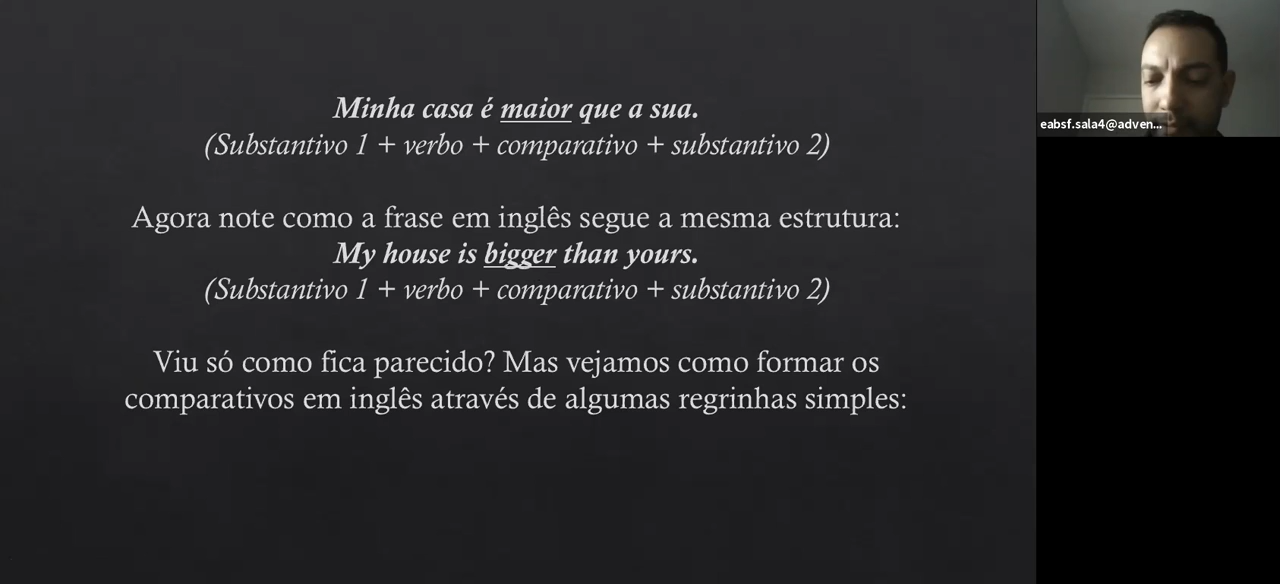 Minha casa é maior que a sua.
(Substantivo 1 + verbo + comparativo + substantivo 2)
Agora note como a frase em inglês segue a mesma estrutura:
My house is bigger than yours.
(Substantivo 1 + verbo + comparativo + substantivo 2)
Viu só como fica parecido? Mas vejamos como formar os
comparativos em inglês através de algumas regrinhas simples:
eabsf.sala4@adven...